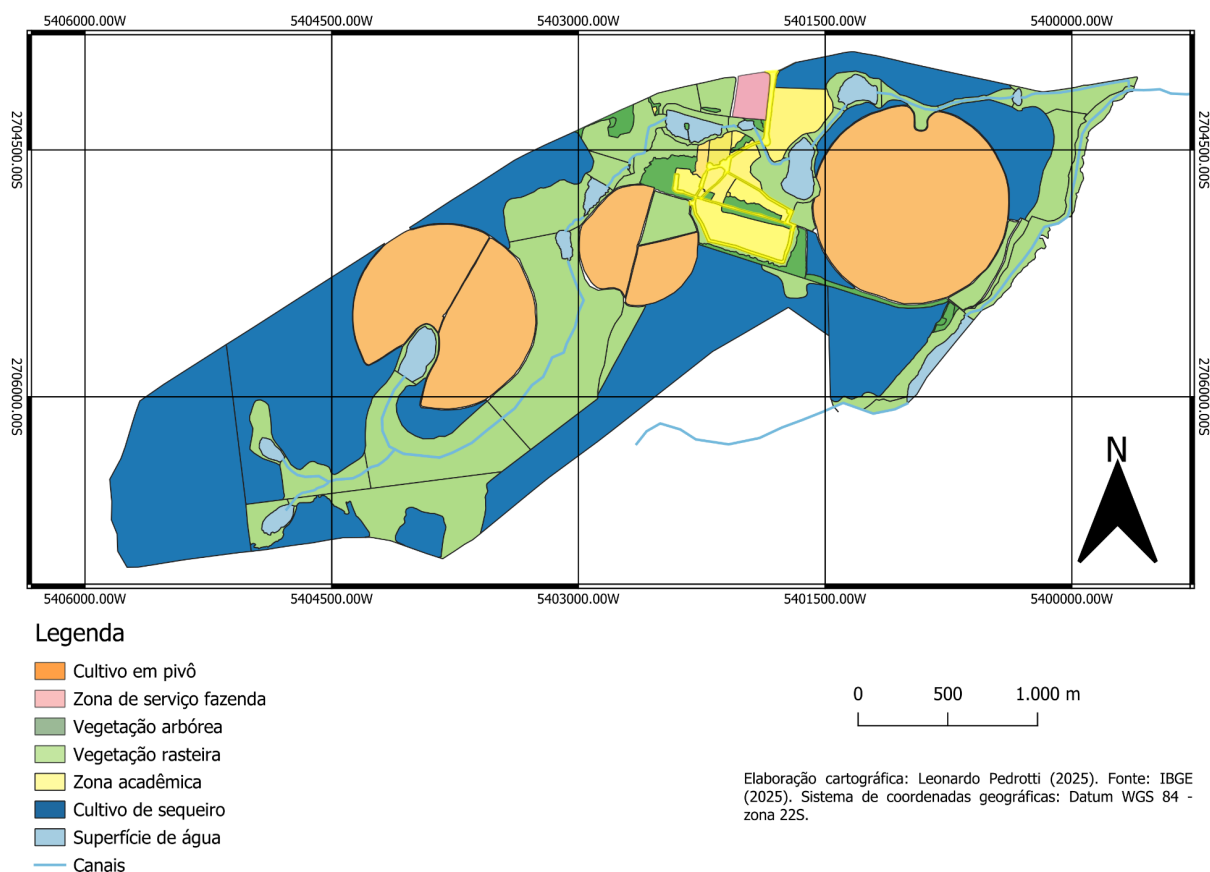 5406000.00W 5404500.00W 5403000.00W 5401500.00W 5400000.00W
2704500.00S 2704500.00S
2706000.00S 2706000.00S
N
5406000.00W 5404500.00W 5403000.00W 5401500.00W 5400000.00W
Legenda
Cultivo em pivô
Zona de serviço fazenda
Vegetação arbórea
Vegetação rasteira
Zona acadêmica
Cultivo de sequeiro
Superfície de água
Canais
0 500 1.000 m
Elaboração cartográfica: Leonardo Pedrotti (2025). Fonte: IBGE
(2025). Sistema de coordenadas geográficas: Datum WGS 84 -
zona 22S.